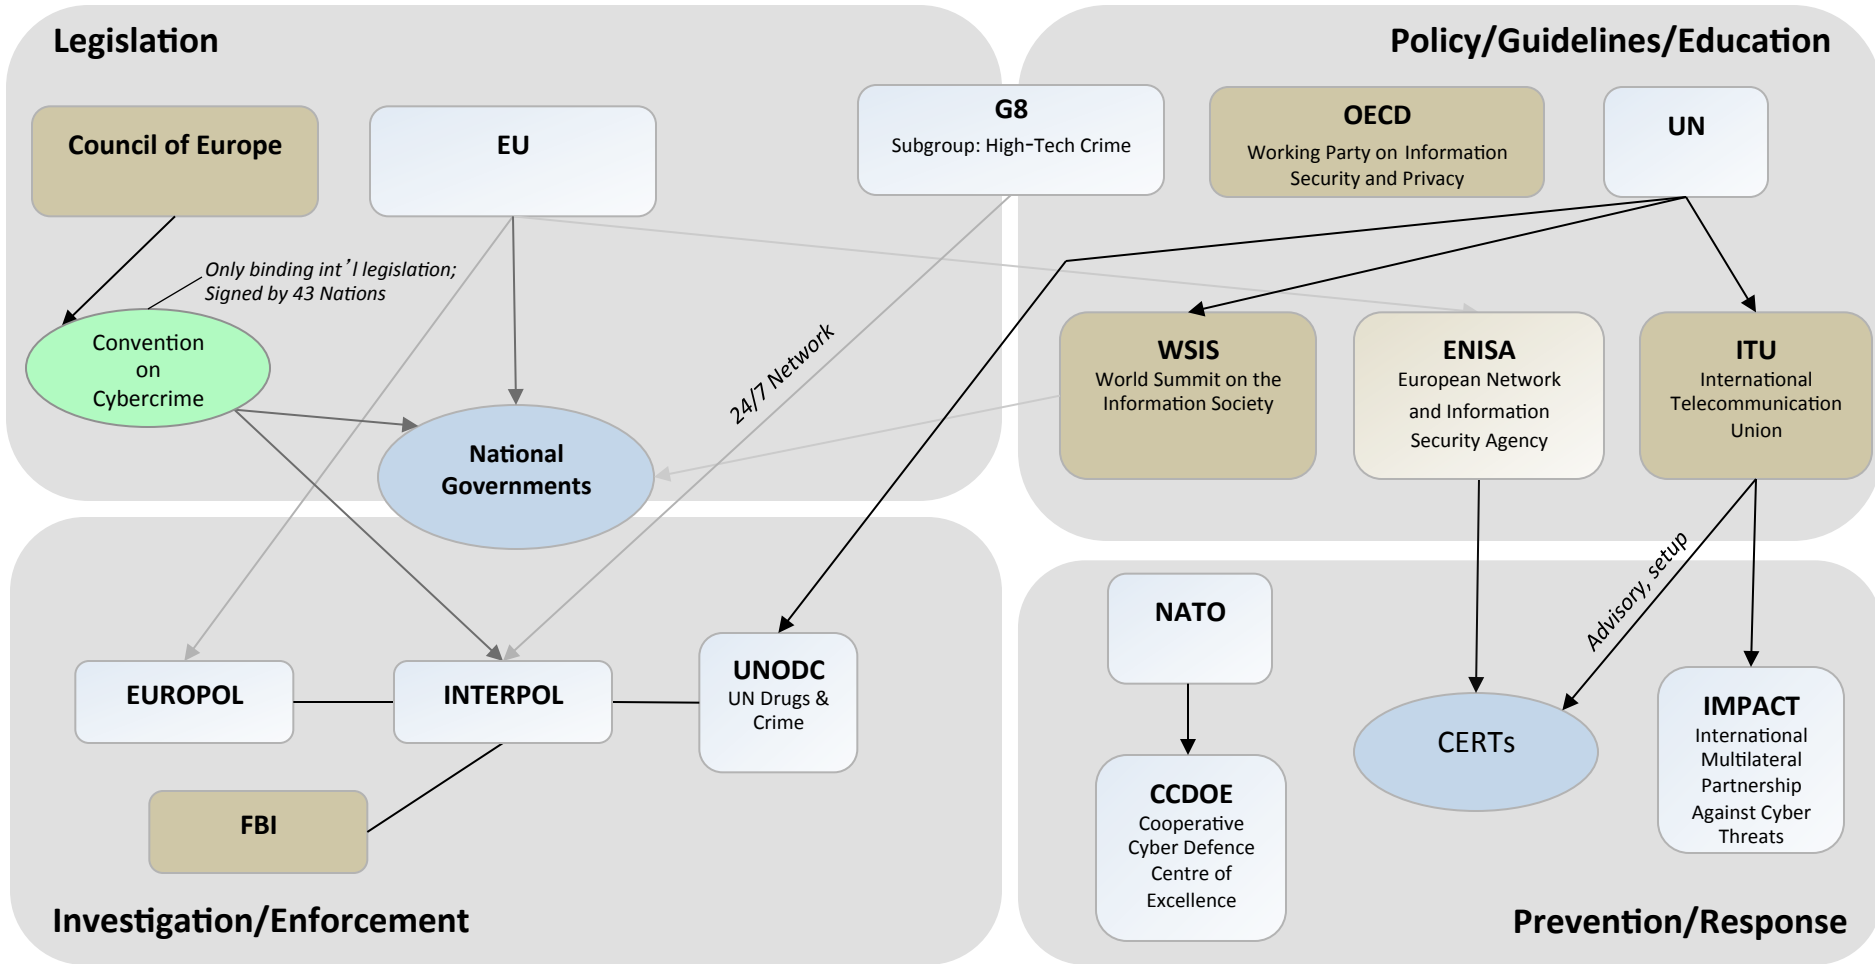 Legislation
Policy/Guidelines/Education
Council of Europe
EU
G8
Subgroup: High-Tech Crime
OECD
Working Party on Information
Security and Privacy
UN
Only binding int'l legislation;
Signed by 43 Nations
Convention
on
Cybercrime
National
Governments
24/7 Network
WSIS
World Summit on the
Information Society
ENISA
European Network
and Information
Security Agency
ITU
International
Telecommunication
Union
EUROPOL
INTERPOL
UNODC
UN Drugs &
Crime
FBI
Investigation/Enforcement
NATO
CCDOE
Cooperative
Cyber Defence
Centre of
Excellence
Advisory, setup
CERTs
IMPACT
International
Multilateral
Partnership
Against Cyber
Threats
Prevention/Response